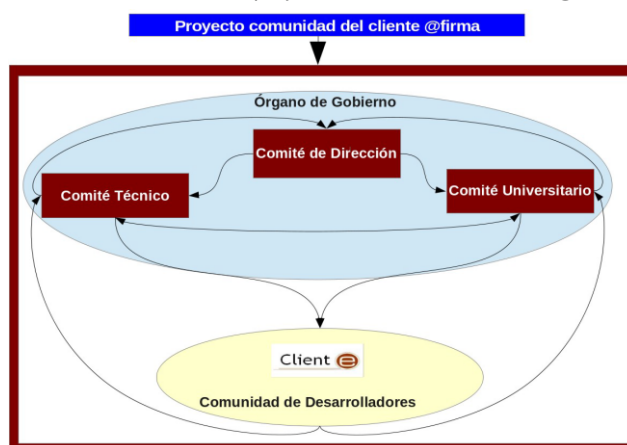 Proyecto comunidad del cliente @firma
Órgano de Gobierno
Comité de Dirección
Comité Técnico
Comité Universitario
Client e
Comunidad de Desarrolladores